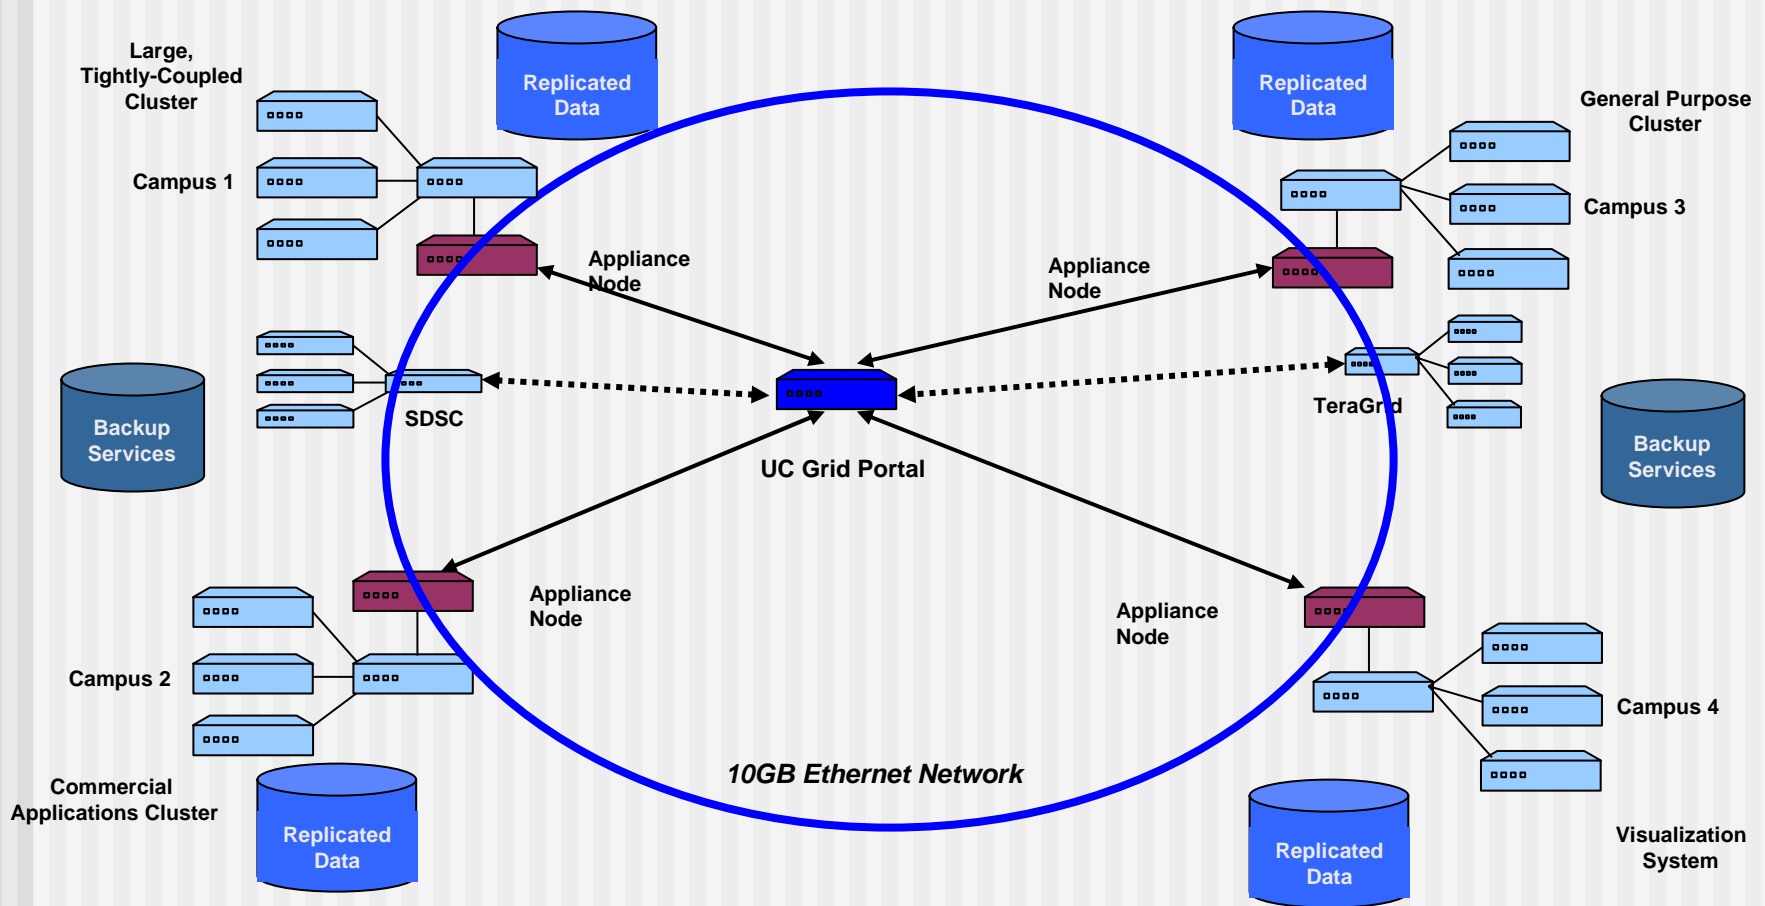 Large,
Tightly-Coupled
Cluster
Replicated
Data
Replicated
Data
General Purpose
Cluster
Campus 1
Campus 3
Appliance
Node
Appliance
Node
SDSC
TeraGrid
Backup
Services
UC Grid Portal
Backup
Services
Appliance
Node
Appliance
Node
Campus 2
Campus 4
10GB Ethernet Network
Commercial
Applications Cluster
Replicated
Data
Replicated
Data
Visualization
System